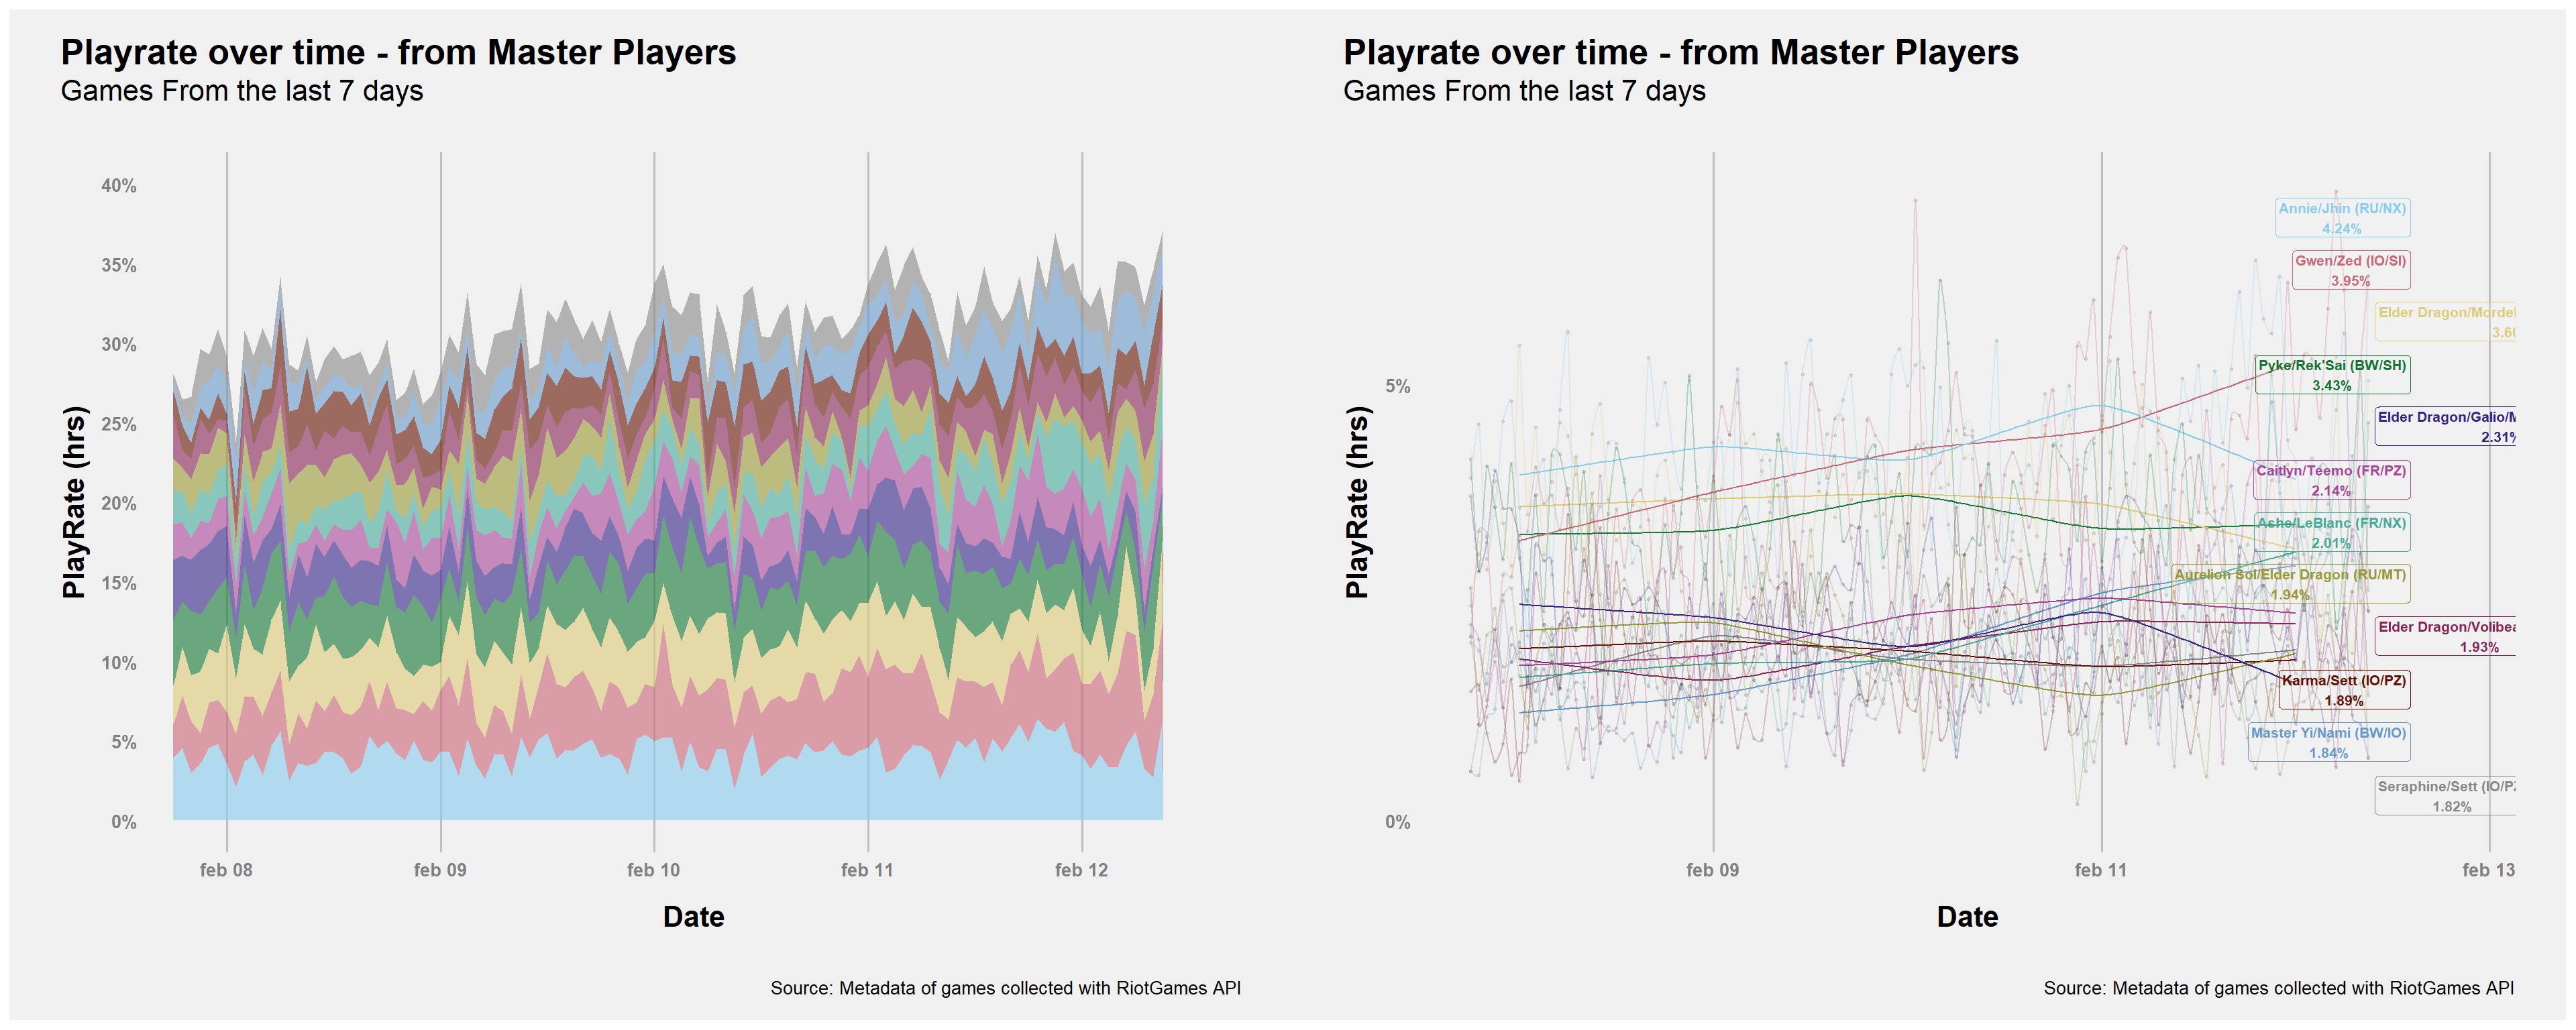 Playrate over time - from Master Players
Games From the last 7 days
PlayRate (hrs)
40%
35%
30%
25%
20%
15%
10%
5%
0%
feb 08
feb 09
feb 10
feb 11
feb 12
Date
Source: Metadata of games collected with RiotGames API
Playrate over time - from Master Players
Games From the last 7 days
PlayRate (hrs)
5%
0%
Annie/Jhin (RU/NX)
4.24%
Gwen/Zed (IO/SI)
3.95%
Elder Dragon/Mordel
3.60
Pyke/Rek'Sai (BW/SH)
3.43%
Elder Dragon/Galio/M
2.31%
Caitlyn/Teemo (FR/PZ)
2.14%
Ashe/LeBlanc (FR/NX)
2.01%
Aurelion Sol/Elder Dragon (RU/MT)
1.94%
Elder Dragon/Volibea
1.93%
Karma/Sett (IO/PZ)
1.89%
Master Yi/Nami (BW/IO)
1.84%
Seraphine/Sett (IO/PZ
1.82%
feb 09
feb 11
feb 13
Date
Source: Metadata of games collected with RiotGames API